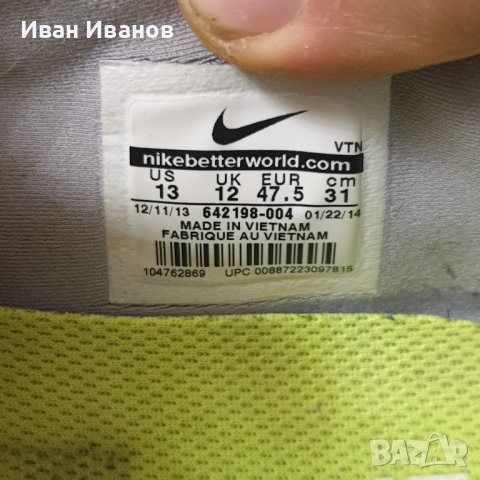 Иван Иванов
VTN
nikebetterworld.com
US UK EUR cm
13 12 47.5 31
12/11/13 642198-004 01/22/14
MADE IN VIETNAM
FABRIQUE AU VIETNAM
104762869 UPC 00887223097815
BAZAR